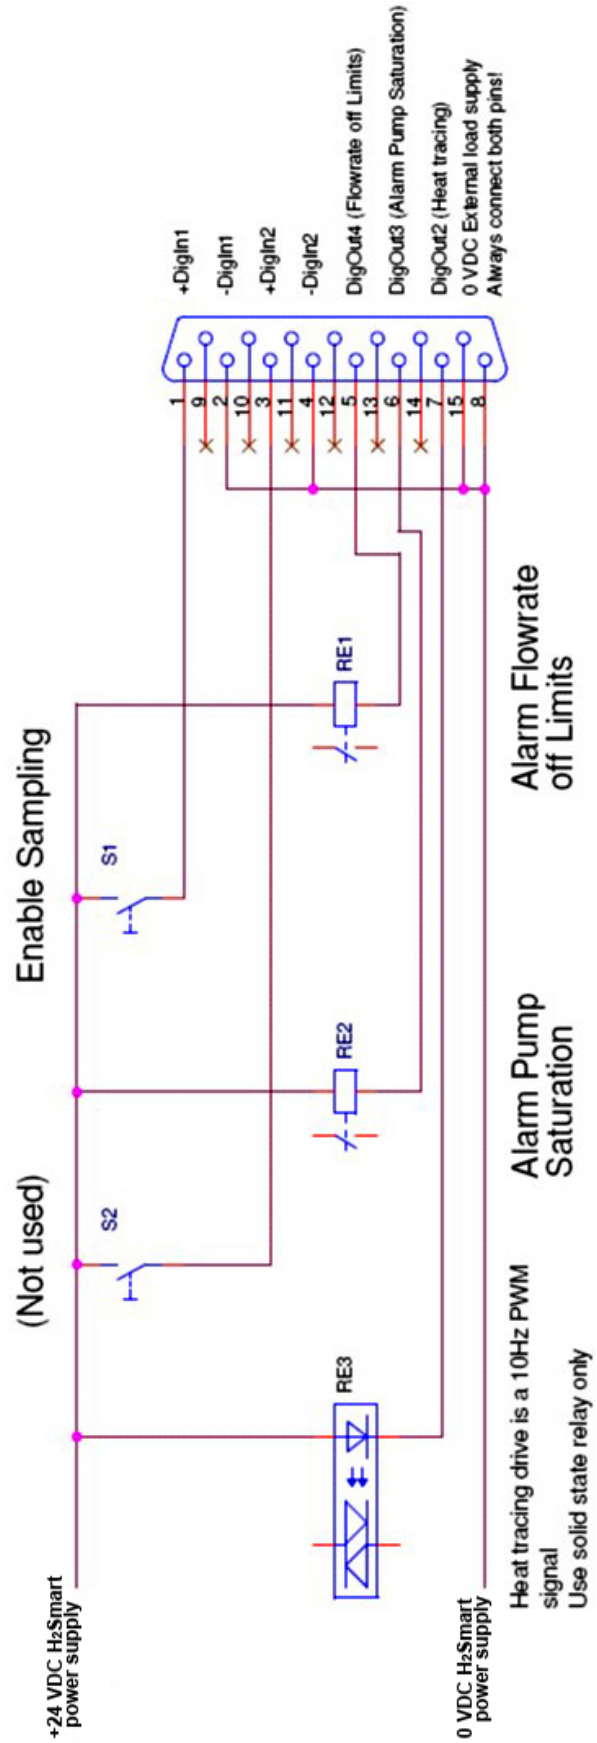 +24 VDC H2Smart
power supply
0 VDC H2Smart
power supply
(Not used)
Enable Sampling
S2
S1
RE3
RE2
RE1
Heat tracing drive is a 10Hz PWM
signal
Use solid state relay only
Alarm Pump
Saturation
Alarm Flowrate
off Limits
1
9
2
10
3
11
4
12
5
13
6
14
7
15
8
+DigIn1
-DigIn1
+DigIn2
-DigIn2
DigOut4 (Flowrate off Limits)
DigOut3 (Alarm Pump Saturation)
DigOut2 (Heat tracing)
0 VDC External load supply
Always connect both pins!